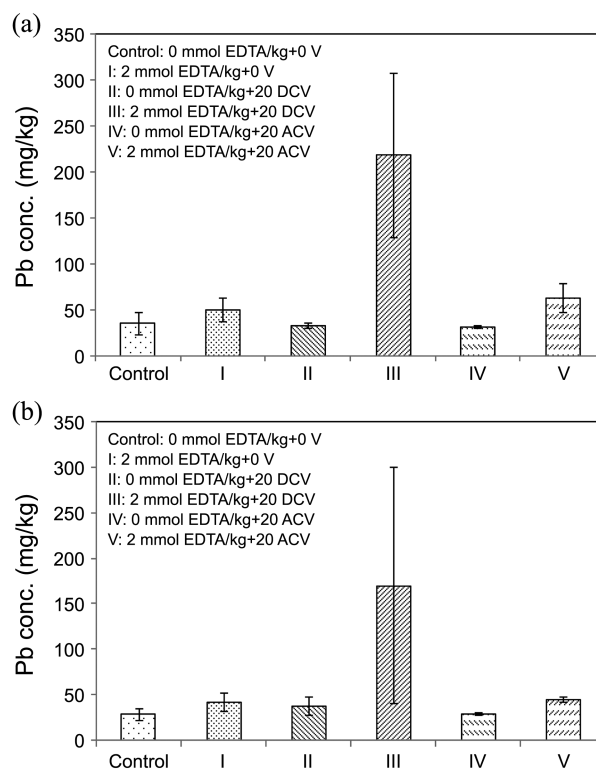 (a)
350
300
250
200
150
100
50
0
Pb conc. (mg/kg)
Control: 0 mmol EDTA/kg+0 V
I: 2 mmol EDTA/kg+0 V
II: 0 mmol EDTA/kg+20 DCV
III: 2 mmol EDTA/kg+20 DCV
IV: 0 mmol EDTA/kg+20 ACV
V: 2 mmol EDTA/kg+20 ACV
Control I II III IV V
(b)
350
300
250
200
150
100
50
0
Pb conc. (mg/kg)
Control: 0 mmol EDTA/kg+0 V
I: 2 mmol EDTA/kg+0 V
II: 0 mmol EDTA/kg+20 DCV
III: 2 mmol EDTA/kg+20 DCV
IV: 0 mmol EDTA/kg+20 ACV
V: 2 mmol EDTA/kg+20 ACV
Control I II III IV V